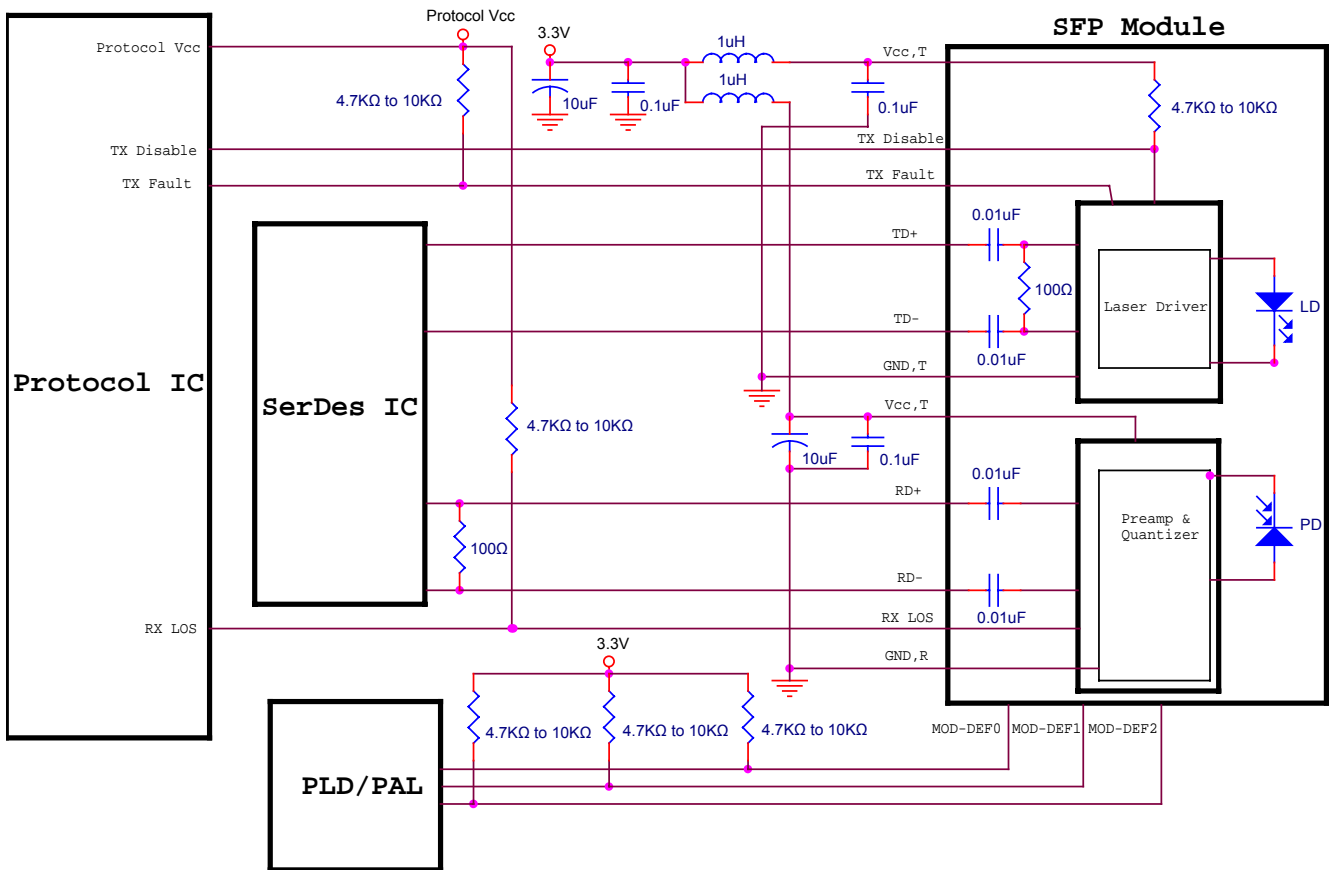 Protocol Vcc
3.3V
SFP Module
Protocol Vcc
1uH
Vcc,T
1uH
4.7KΩ to 10KΩ
10uF
0.1uF
0.1uF
4.7KΩ to 10KΩ
TX Disable
TX Disable
TX Fault
TX Fault
0.01uF
TD+
100Ω
Laser Driver
LD
TD-
0.01uF
GND,T
Protocol IC
SerDes IC
Vcc,T
4.7KΩ to 10KΩ
10uF
0.1uF
0.01uF
RD+
Preamp &
Quantizer
PD
100Ω
RD-
RX LOS
RX LOS
0.01uF
3.3V
GND,R
4.7KΩ to 10KΩ
4.7KΩ to 10KΩ
4.7KΩ to 10KΩ
MOD-DEF0
MOD-DEF1
MOD-DEF2
PLD/PAL